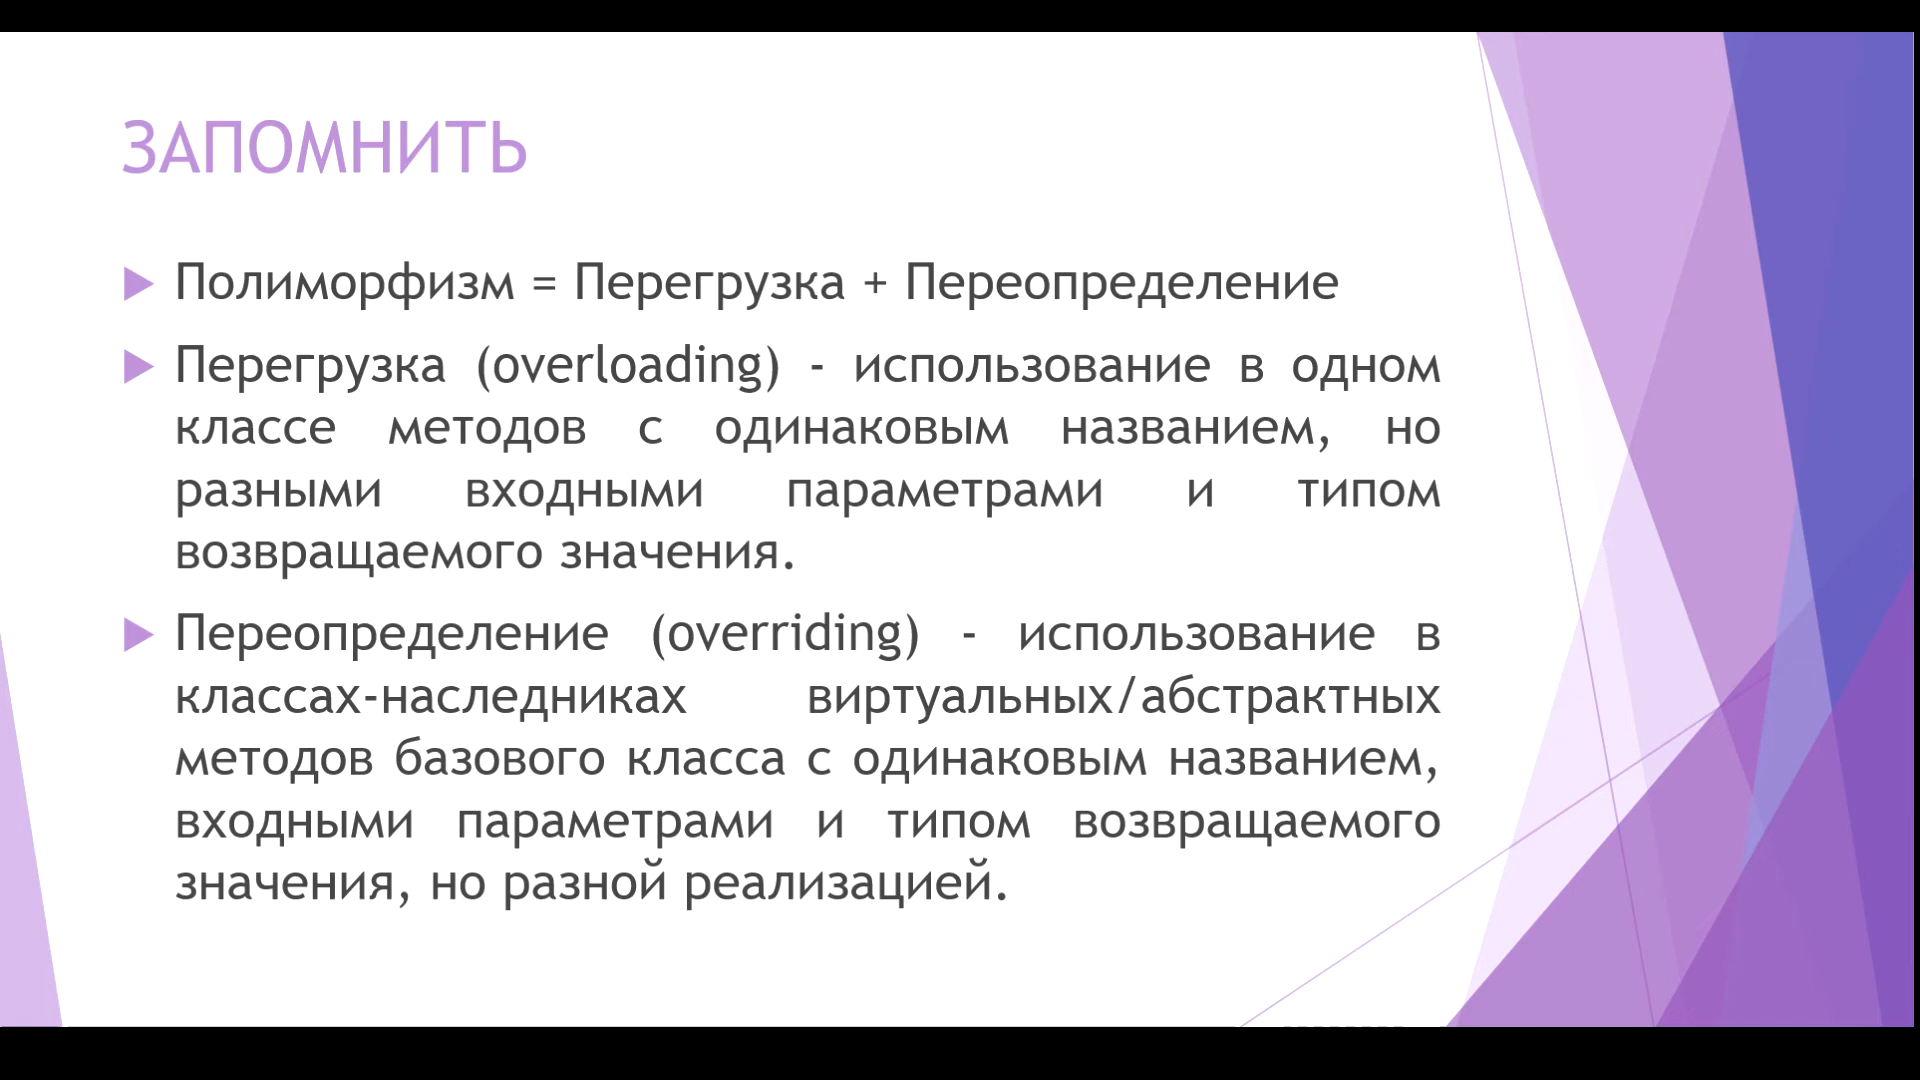 ЗАПОМНИТЬ
Полиморфизм = Перегрузка + Переопределение
Перегрузка (overloading) - использование в одном
классе методов с одинаковым названием, но
разными входными параметрами и типом
возвращаемого значения.
Переопределение (overriding) - использование в
классах-наследниках виртуальных/абстрактных
методов базового класса с одинаковым названием,
входными параметрами и типом возвращаемого
значения, но разной реализацией.